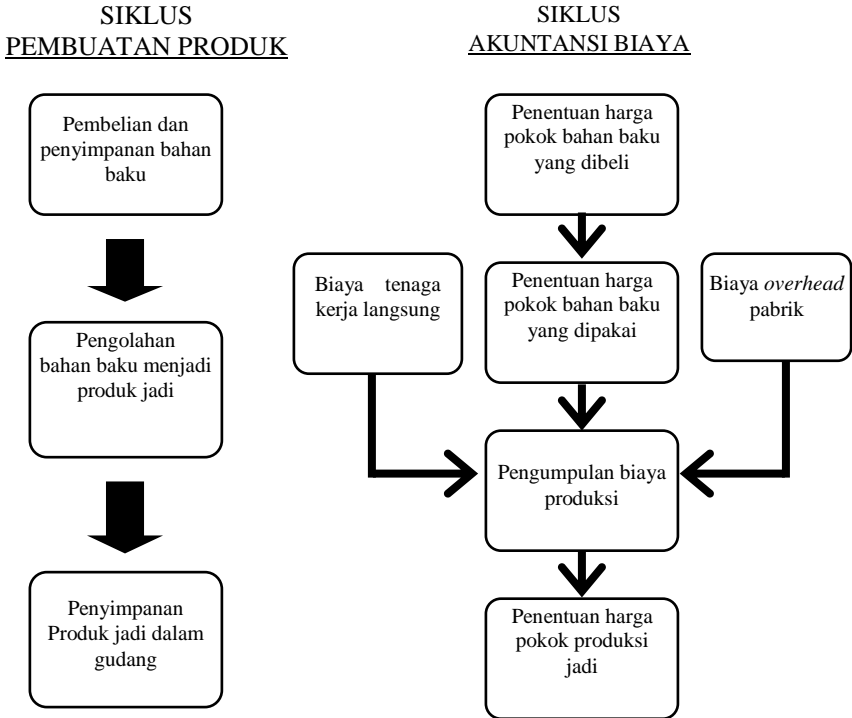 SIKLUS
PEMBUATAN PRODUK
Pembelian dan
penyimpanan bahan
baku
Pengolahan
bahan baku menjadi
produk jadi
Penyimpanan
Produk jadi dalam
gudang
SIKLUS
AKUNTANSI BIAYA
Penentuan harga
pokok bahan baku
yang dibeli
Biaya tenaga
kerja langsung
Penentuan harga
pokok bahan baku
yang dipakai
Biaya overhead
pabrik
Pengumpulan biaya
produksi
Penentuan harga
pokok produksi
jadi